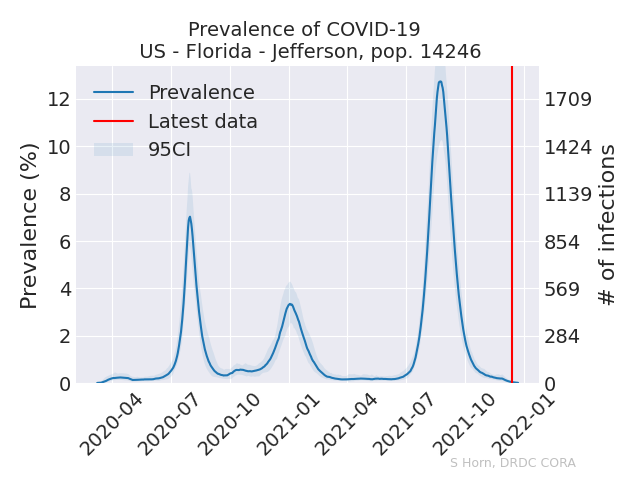 Prevalence of COVID-19
US - Florida - Jefferson, pop. 14246
Prevalence
Latest data
95CI
Prevalence (%)
12
10
8
6
4
2
0
1709
1424
1139
854
569
284
0
# of infections
2020-04
2020-07
2020-10
2021-01
2021-04
2021-07
2021-10
2022-01
S Horn, DRDC CORA